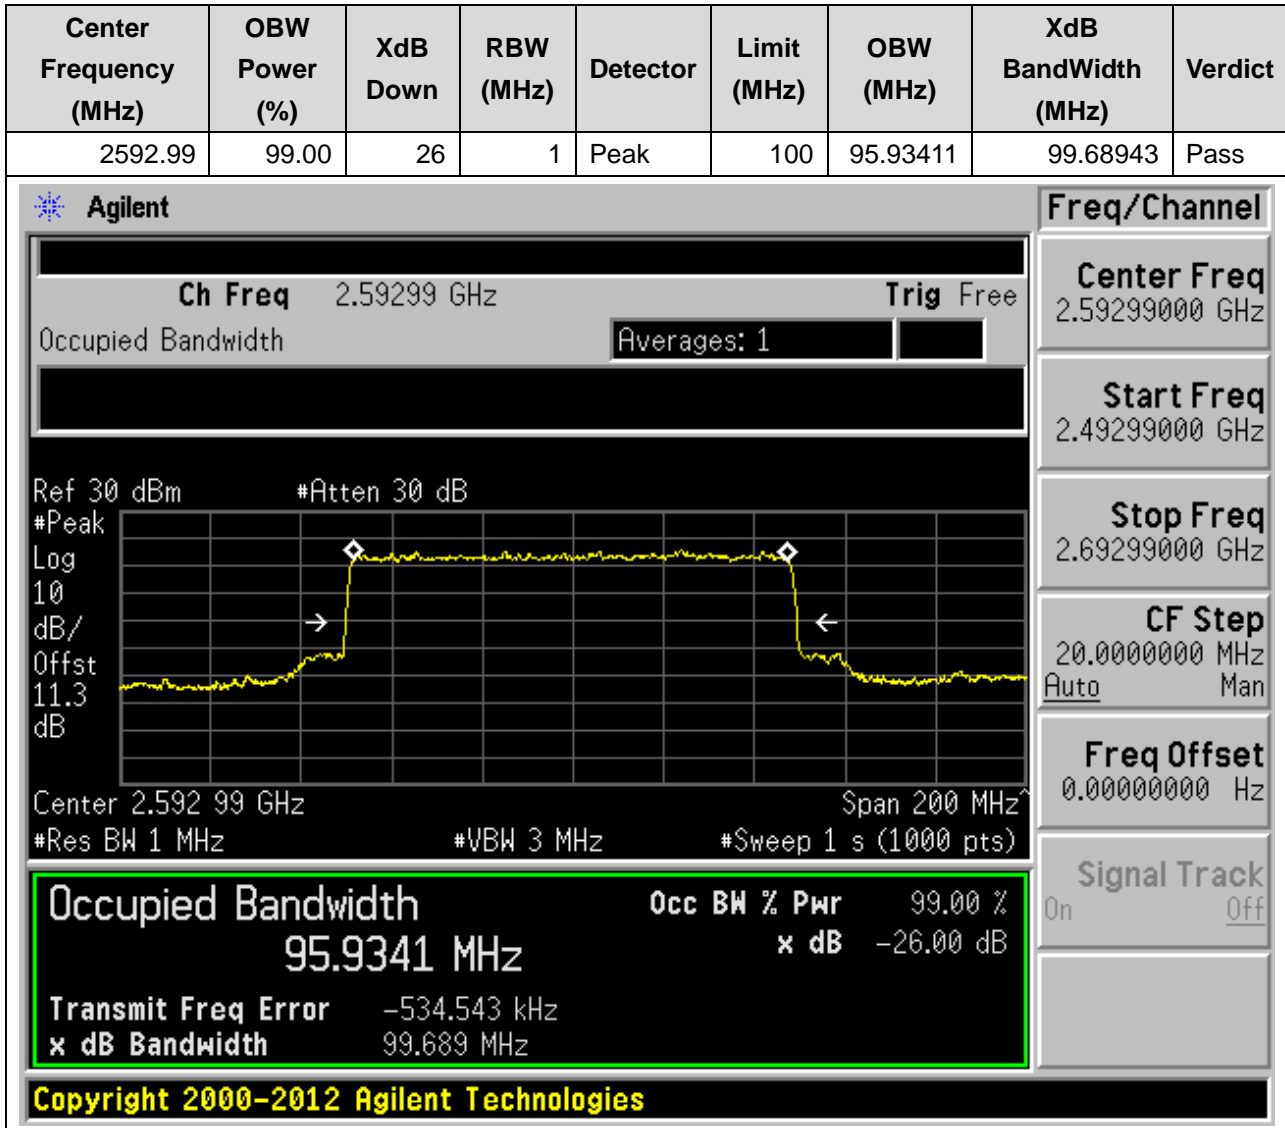 Center Frequency (MHz) OBW Power (%) XdB Down RBW (MHz) Detector Limit (MHz) OBW (MHz) XdB BandWidth (MHz) Verdict
2592.99 99.00 26 1 Peak 100 95.93411 99.68943 Pass
Agilent
Freq/Channel
Ch Freq 2.59299 GHz Trig Free
Occupied Bandwidth Averages: 1
Center Freq
2.59299000 GHz
Start Freq
2.49299000 GHz
Stop Freq
2.69299000 GHz
CF Step
20.0000000 MHz
Auto Man
Freq Offset
0.00000000 Hz
Signal Track
On Off
Ref 30 dBm #Atten 30 dB
#Peak
Log
10
dB/
Offst
11.3
dB
Center 2.592 99 GHz Span 200 MHz^
#Res BW 1 MHz #VBW 3 MHz #Sweep 1 s (1000 pts)
Occupied Bandwidth
95.9341 MHz
Occ BW % Pwr 99.00 %
x dB -26.00 dB
Transmit Freq Error -534.543 kHz
x dB Bandwidth 99.689 MHz
Copyright 2000-2012 Agilent Technologies